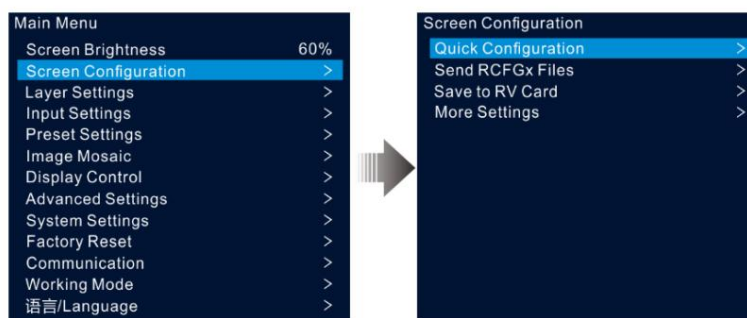 Main Menu
Screen Brightness 60%
Screen Configuration >
Layer Settings >
Input Settings >
Preset Settings >
Image Mosaic >
Display Control >
Advanced Settings >
System Settings >
Factory Reset >
Communication >
Working Mode >
语言/Language >
Screen Configuration
Quick Configuration >
Send RCFGx Files >
Save to RV Card >
More Settings >